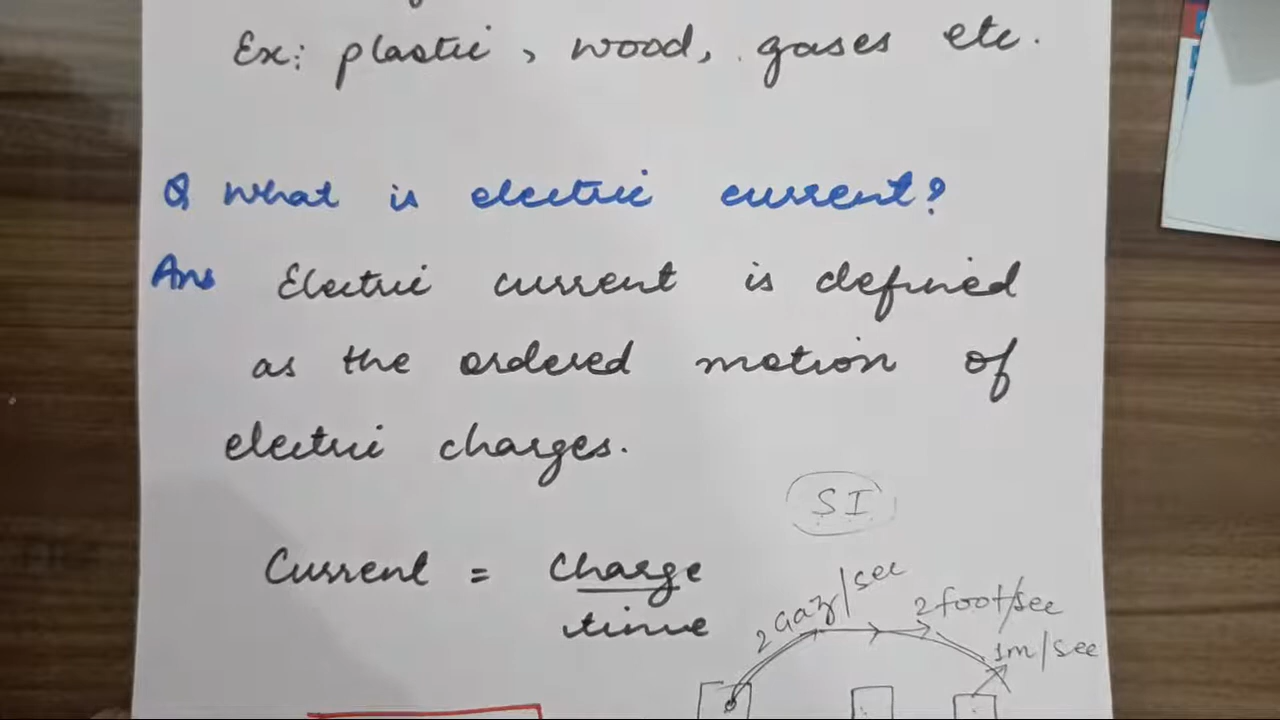 Ex: plastic, wood, gases etc.
Q What is electric current?
Ans Electric current is defined
as the ordered motion of
electric charges.
SI
Current = Charge
time
2 gaz/sec
2 foot/sec
1m/sec